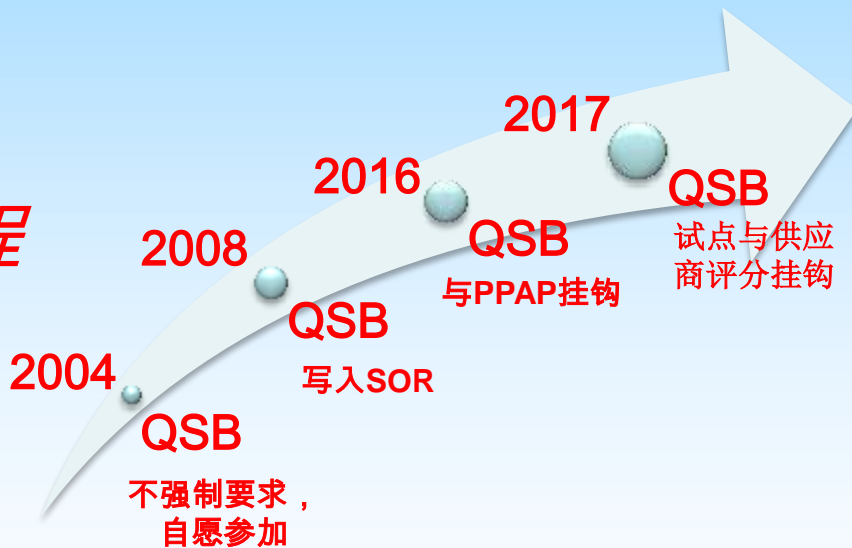 程
2004
QSB
不强制要求，
自愿参加
2008
QSB
写入SOR
2016
QSB
与PPAP挂钩
2017
QSB
试点与供应
商评分挂钩